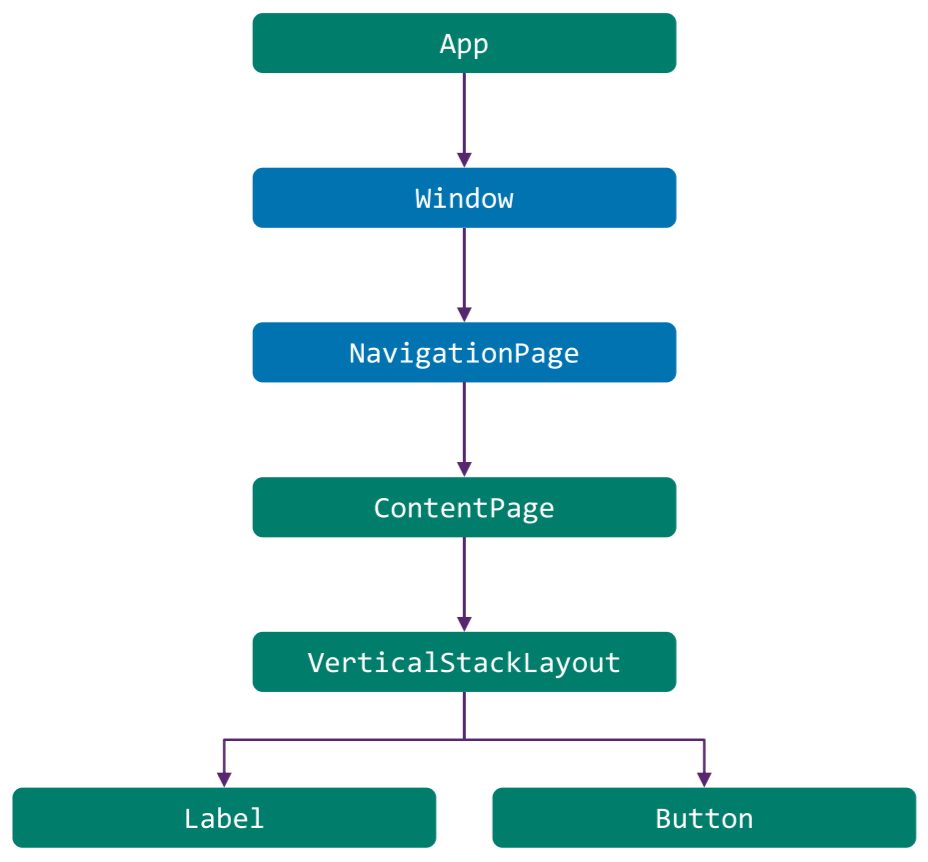 App
Window
NavigationPage
ContentPage
VerticalStackLayout
Label
Button